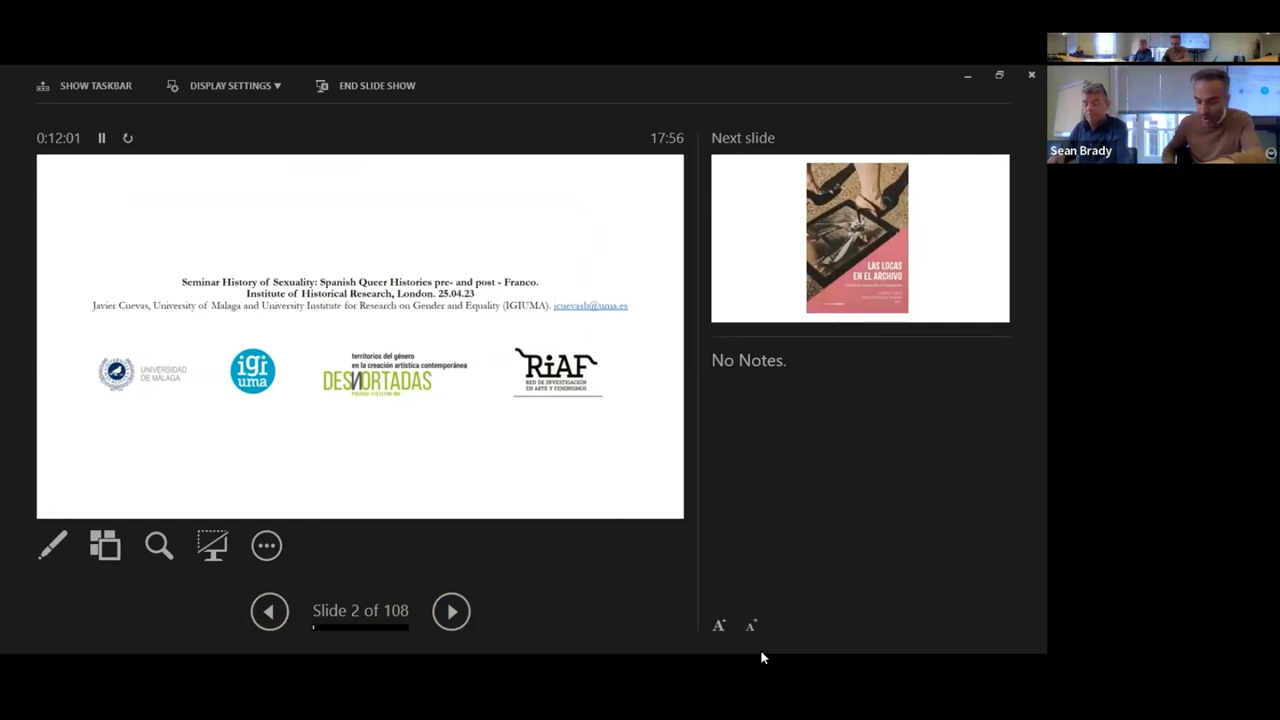 SHOW TASKBAR
DISPLAY SETTINGS ▾
END SLIDE SHOW
0:12:01
17:56
Seminar History of Sexuality: Spanish Queer Histories pre- and post - Franco.
Institute of Historical Research, London. 25.04.23
Javier Cuevas, University of Malaga and University Institute for Research on Gender and Equality (IGIUMA). jcuevasb@uma.es
UNIVERSIDAD
DE MÁLAGA
igi
uma
territorios del género
en la creación artística contemporánea
DESNORTADAS
RiAF
RED DE INVESTIGACIÓN
EN ARTE Y FEMINISMOS
Slide 2 of 108
Next slide
LAS LOCAS
EN EL ARCHIVO
No Notes.
A
A
Sean Brady